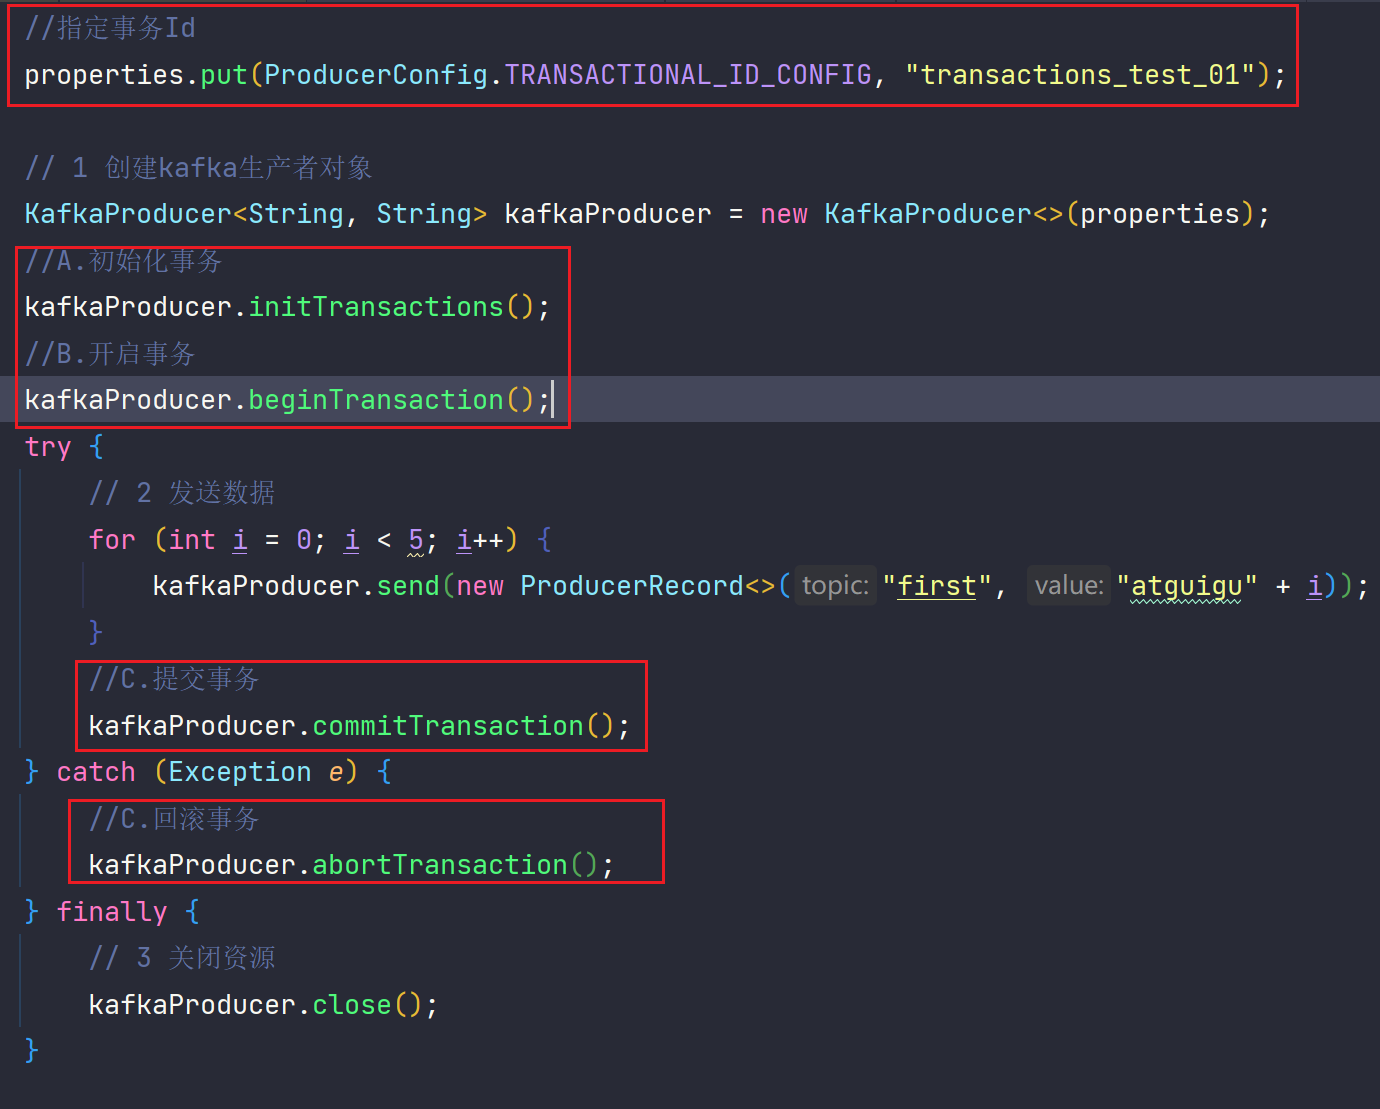 //指定事务Id
properties.put(ProducerConfig.TRANSACTIONAL_ID_CONFIG, "transactions_test_01");
// 1 创建kafka生产者对象
KafkaProducer<String, String> kafkaProducer = new KafkaProducer<>(properties);
//A.初始化事务
kafkaProducer.initTransactions();
//B.开启事务
kafkaProducer.beginTransaction();
try {
// 2 发送数据
for (int i = 0; i < 5; i++) {
kafkaProducer.send(new ProducerRecord<>( topic: "first", value: "atguigu" + i));
}
//C.提交事务
kafkaProducer.commitTransaction();
} catch (Exception e) {
//C.回滚事务
kafkaProducer.abortTransaction();
} finally {
// 3 关闭资源
kafkaProducer.close();
}